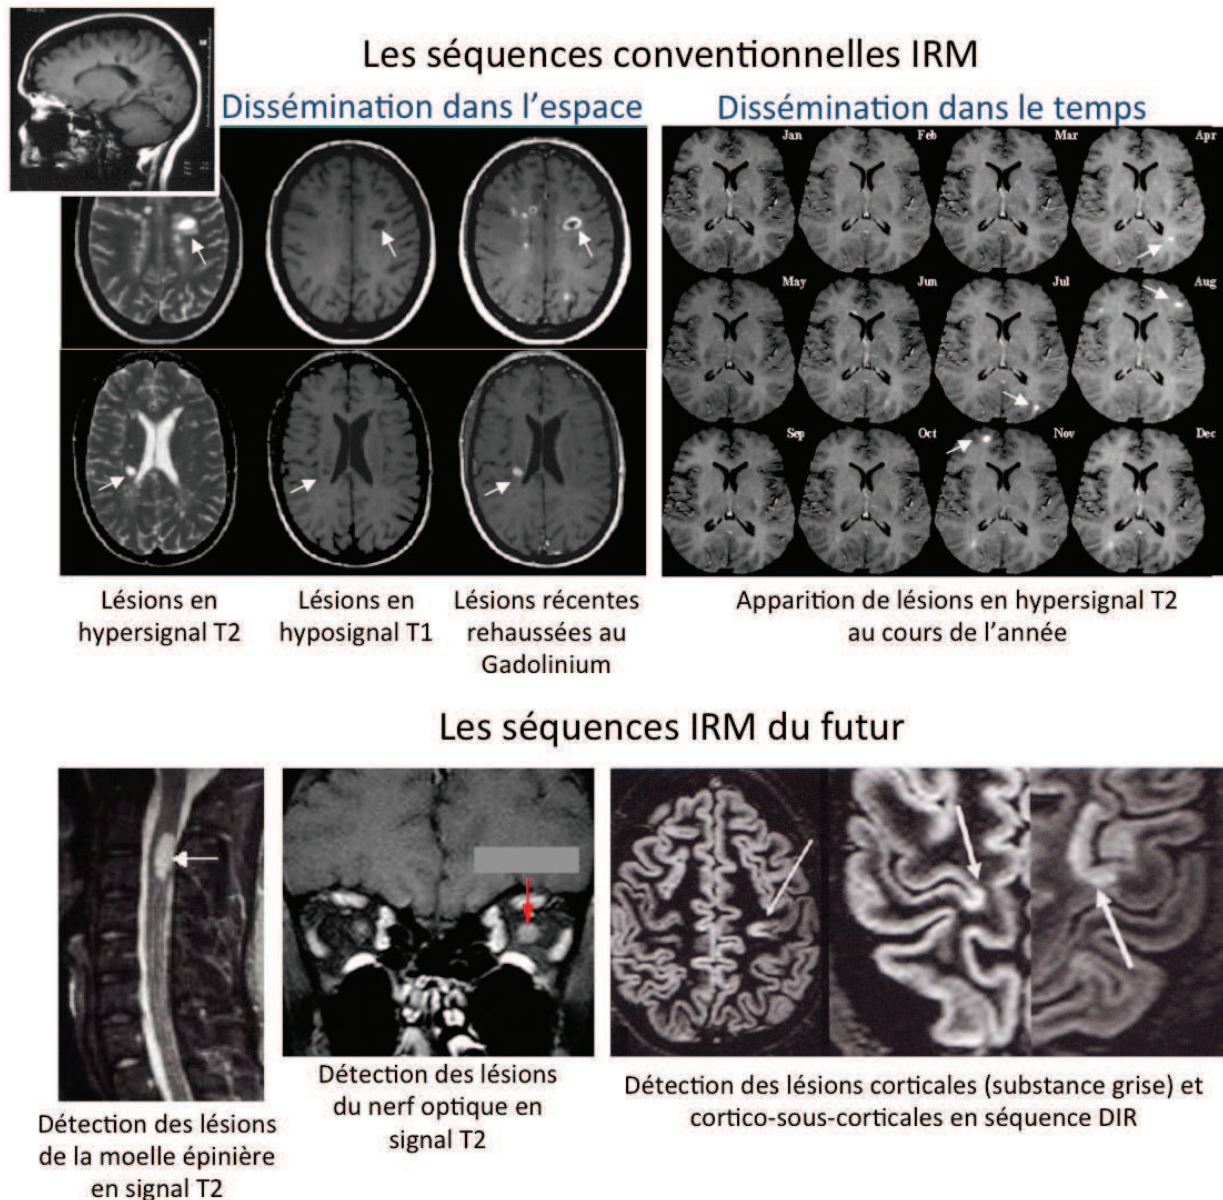 Les séquences conventionnelles IRM
Dissémination dans l'espace
Dissémination dans le temps
Jan
Feb
Mar
Apr
May
Jun
Jul
Aug
Sep
Oct
Nov
Dec
Lésions en
hypersignal T2
Lésions en
hyposignal T1
Lésions récentes
rehaussées au
Gadolinium
Apparition de lésions en hypersignal T2
au cours de l'année
Les séquences IRM du futur
Détection des lésions
de la moelle épinière
en signal T2
Détection des lésions
du nerf optique en
signal T2
Détection des lésions corticales (substance grise) et
cortico-sous-corticales en séquence DIR